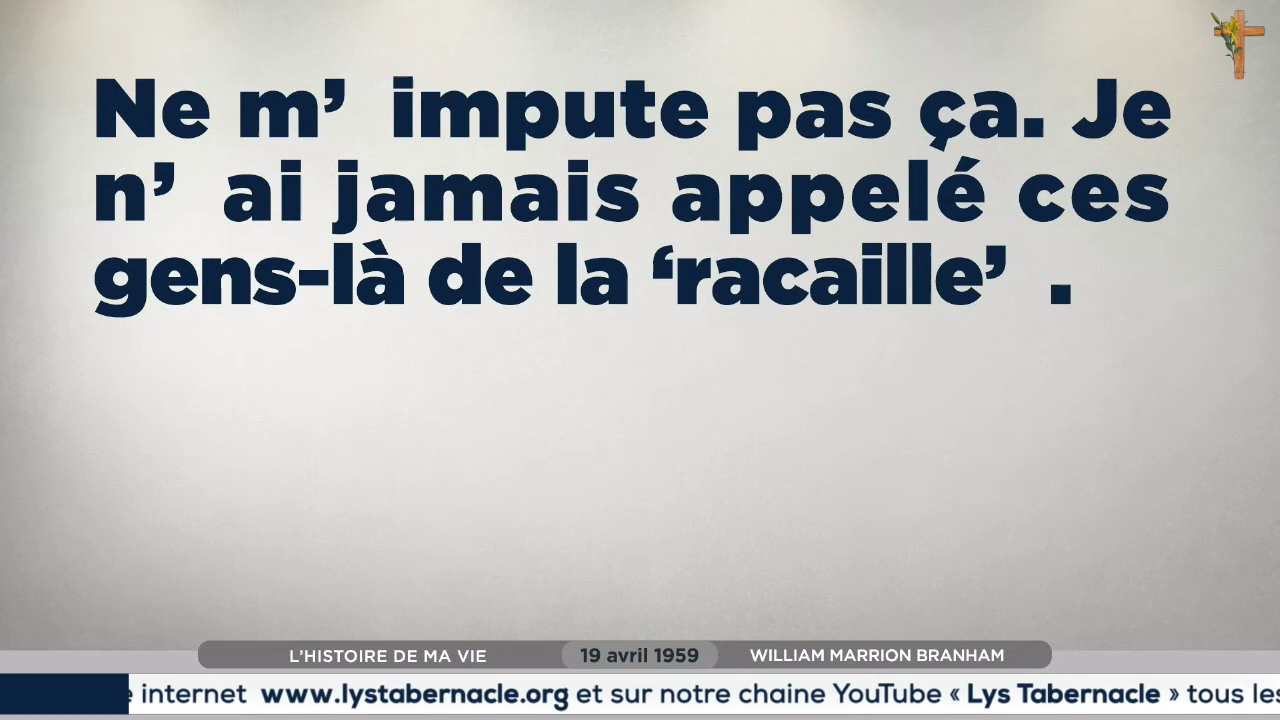 Ne m’ impute pas ça. Je
n’ ai jamais appelé ces
gens-là de la ‘racaille’ .
L’HISTOIRE DE MA VIE 19 avril 1959 WILLIAM MARRION BRANHAM
internet www.lystabernacle.org et sur notre chaine YouTube « Lys Tabernacle » tous les